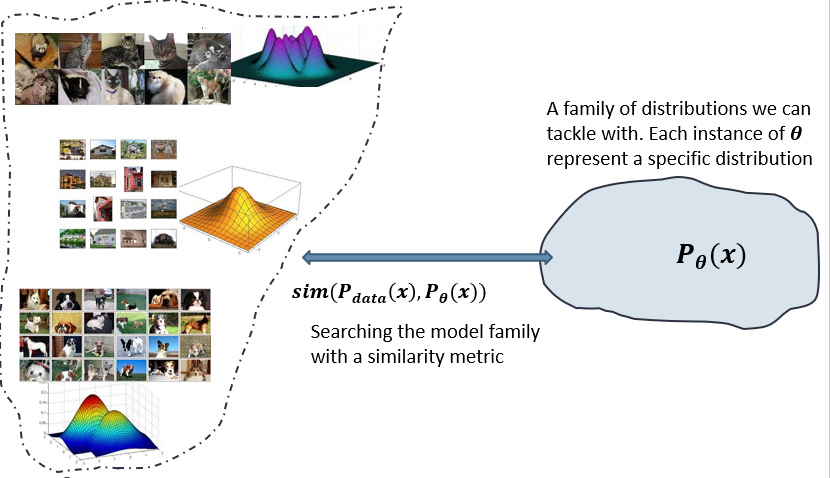 A family of distributions we can
tackle with. Each instance of θ
represent a specific distribution
P_θ(x)
sim(P_data(x), P_θ(x))
Searching the model family
with a similarity metric